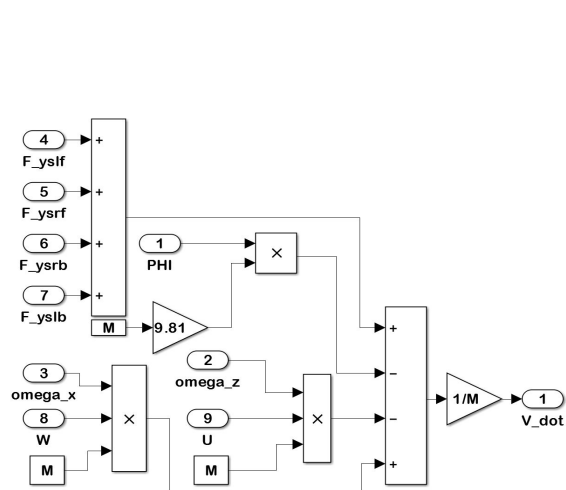 4
+
F_yslf
5
+
F_ysrf
6
+
F_ysrb
7
+
F_yslb
1
PHI
×
M
9.81
3
omega_x
8
W
M
×
2
omega_z
9
U
M
×
+
−
−
+
1/M
1
V_dot